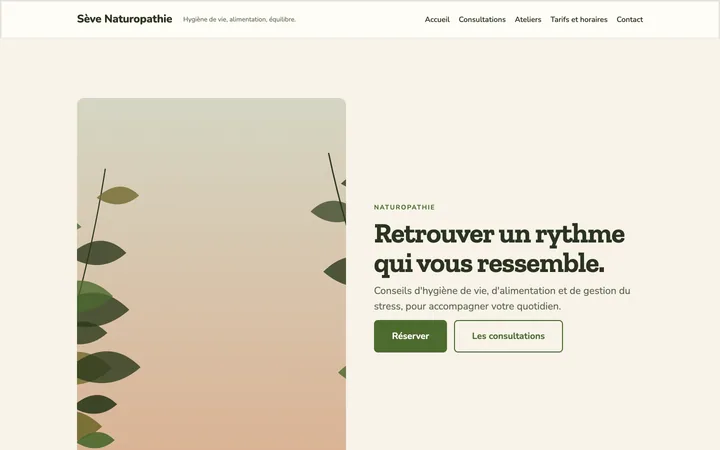 Sève Naturopathie
Hygiène de vie, alimentation, équilibre.
Accueil
Consultations
Ateliers
Tarifs et horaires
Contact
NATUROPATHIE
Retrouver un rythme
qui vous ressemble.
Conseils d'hygiène de vie, d'alimentation et de gestion du
stress, pour accompagner votre quotidien.
Réserver
Les consultations